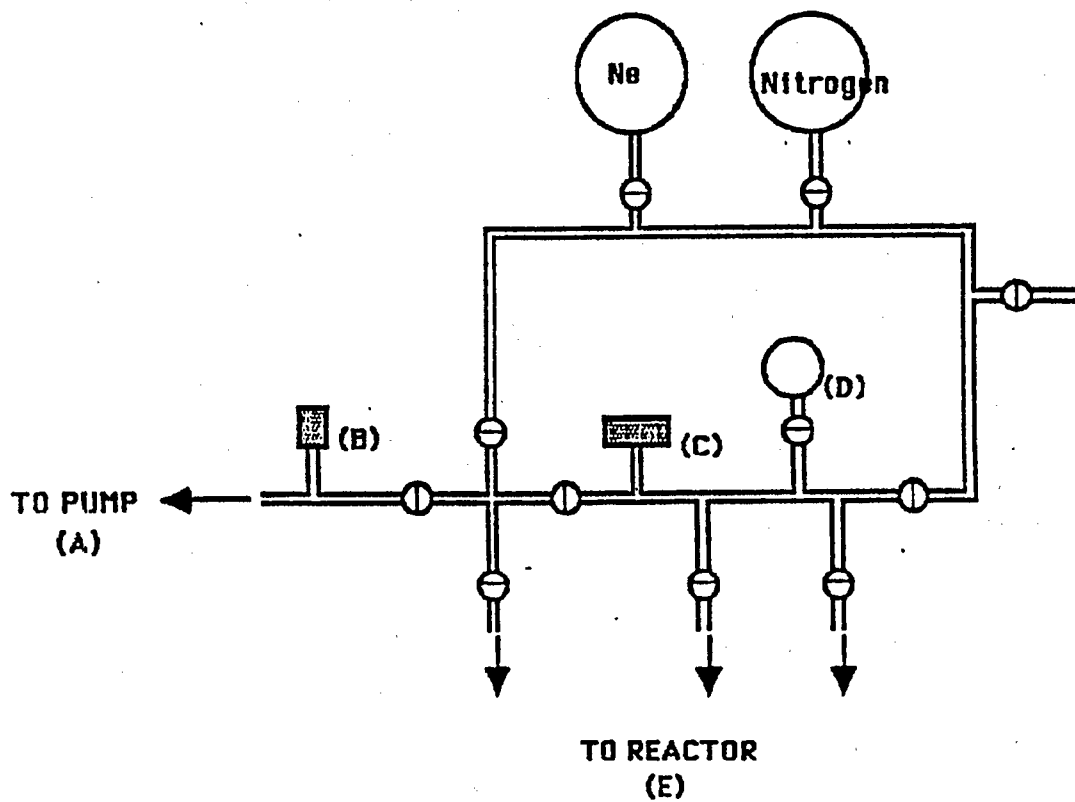 Ne
Nitrogen
(D)
(B)
(C)
TO PUMP
(A)
TO REACTOR
(E)